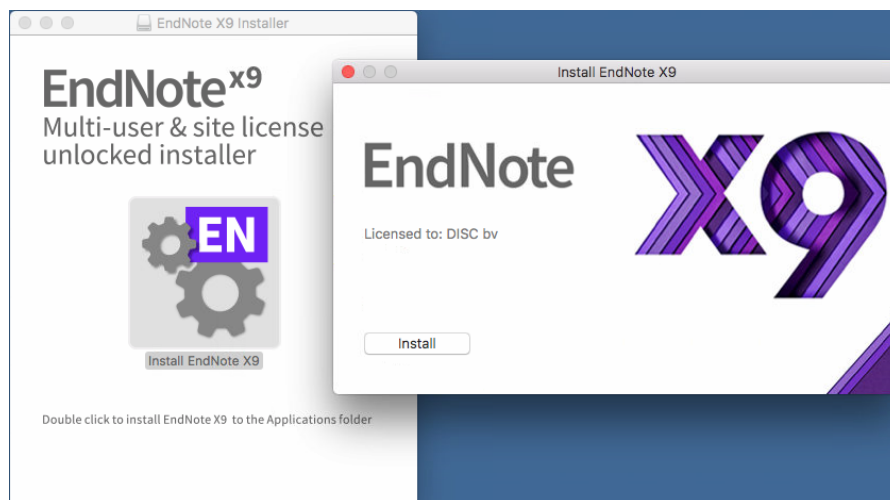 EndNote X9 Installer
EndNote x9
Multi-user & site license
unlocked installer
EN
Install EndNote X9
Double click to install EndNote X9 to the Applications folder
Install EndNote X9
EndNote
X9
Licensed to: DISC bv
Install